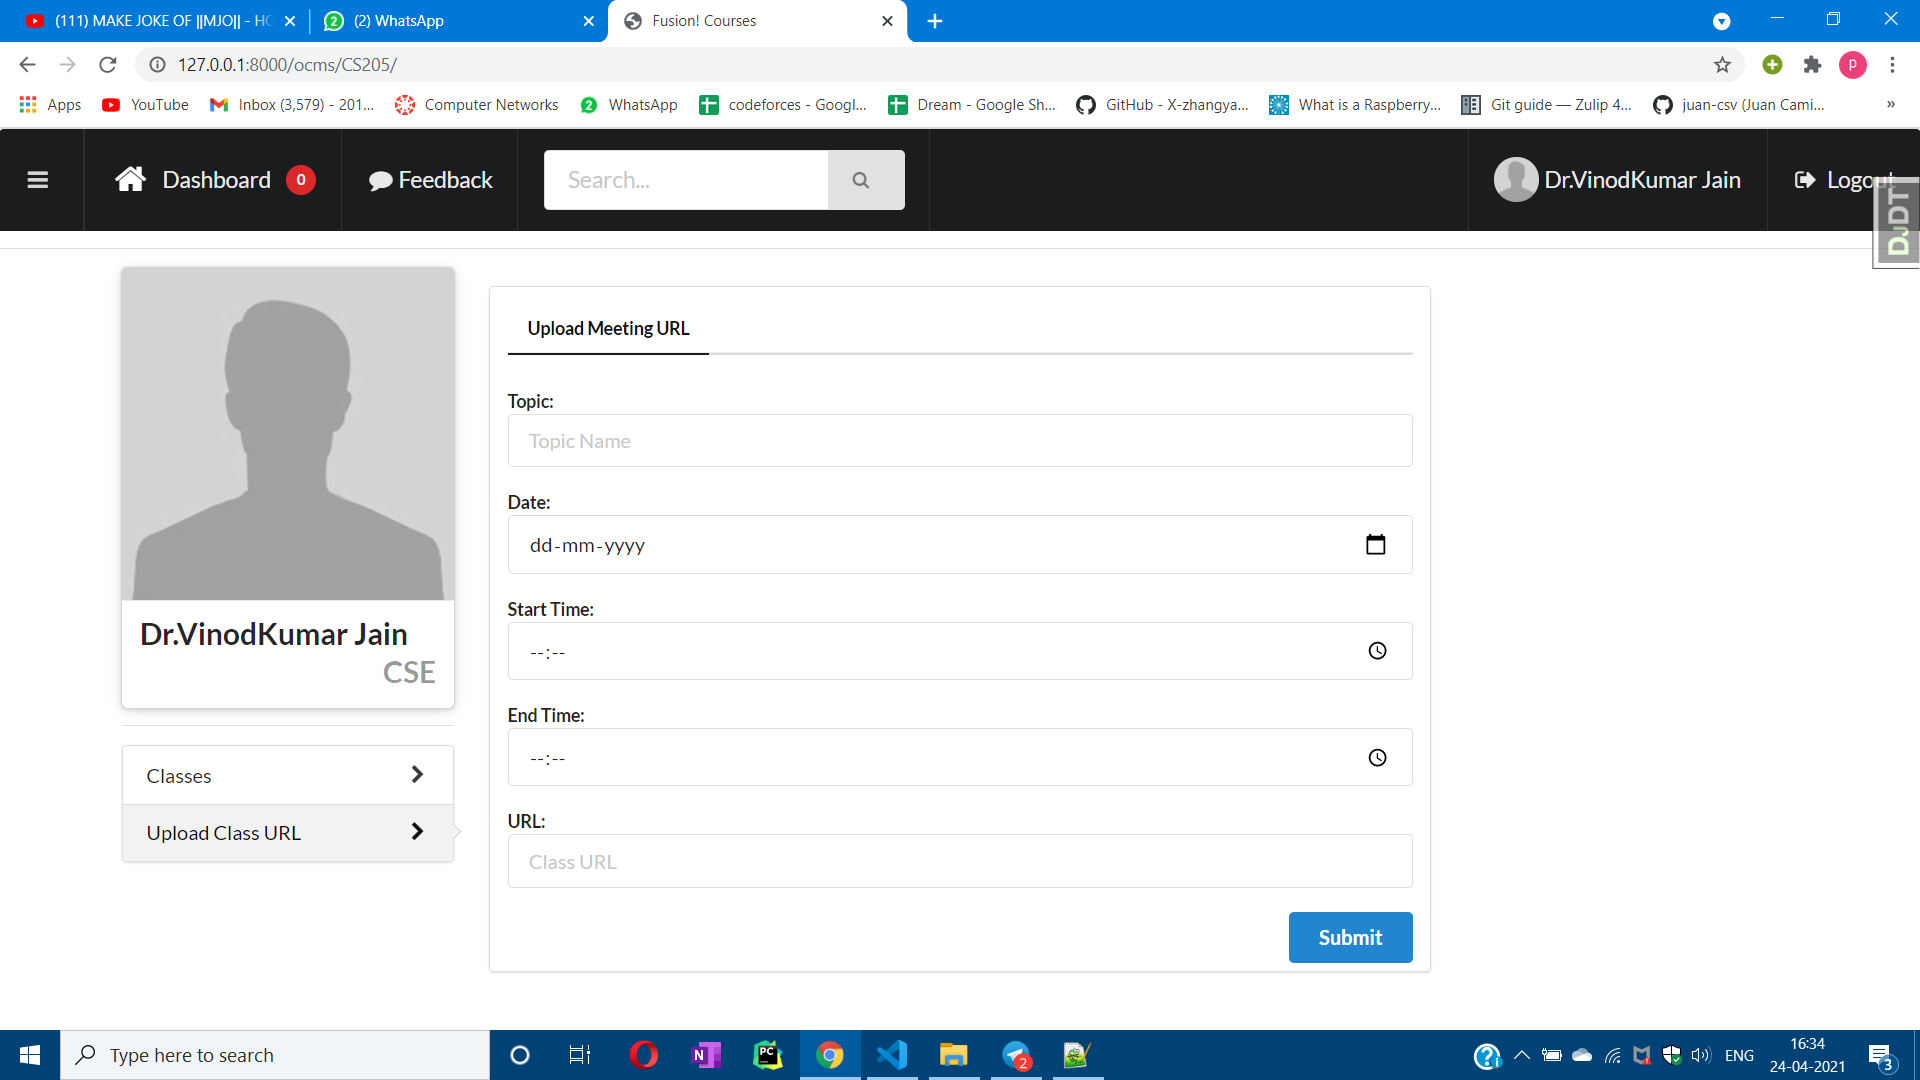 (111) MAKE JOKE OF ||MJO|| - HO
(2) WhatsApp
Fusion! Courses
127.0.0.1:8000/ocms/CS205/
P
Apps
YouTube
Inbox (3,579) - 201...
Computer Networks
2
WhatsApp
codeforces - Googl...
Dream - Google Sh...
GitHub - X-zhangya...
What is a Raspberry...
Git guide — Zulip 4...
juan-csv (Juan Cami...
»
Dashboard 0
Feedback
Search...
Dr.VinodKumar Jain
Logout
DJDT
Upload Meeting URL
Topic:
Topic Name
Date:
dd-mm-yyyy
Start Time:
--:--
End Time:
--:--
URL:
Class URL
Submit
Dr.VinodKumar Jain
CSE
Classes
Upload Class URL
Type here to search
N
PC
2
ENG
16:34
24-04-2021
3